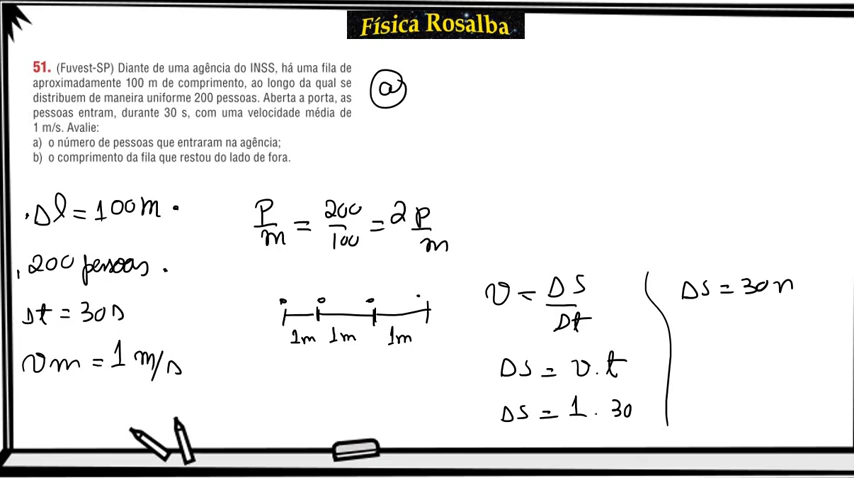 Física Rosalba
51. (Fuvest-SP) Diante de uma agência do INSS, há uma fila de
aproximadamente 100 m de comprimento, ao longo da qual se
distribuem de maneira uniforme 200 pessoas. Aberta a porta, as
pessoas entram, durante 30 s, com uma velocidade média de
1 m/s. Avalie:
a) o número de pessoas que entraram na agência;
b) o comprimento da fila que restou do lado de fora.
a)
Δl = 100m.
200 pessoas.
Δt = 30s
vm = 1 m/s
P/m = 200/100 = 2 P/m
1m 1m 1m
v = ΔS/Δt
ΔS = v.t
ΔS = 1.30
ΔS = 30m